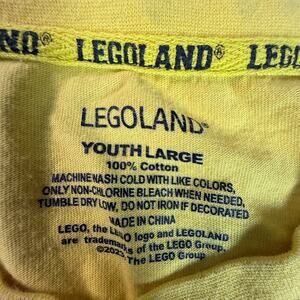 LEGOLAND® LEGO
LEGOLAND®
YOUTH LARGE
100% Cotton
MACHINE WASH COLD WITH LIKE COLORS,
ONLY NON-CHLORINE BLEACH WHEN NEEDED,
TUMBLE DRY LOW, DO NOT IRON IF DECORATED
MADE IN CHINA
LEGO, the LEGO logo and LEGOLAND
are trademarks of the LEGO Group.
The LEGO Group